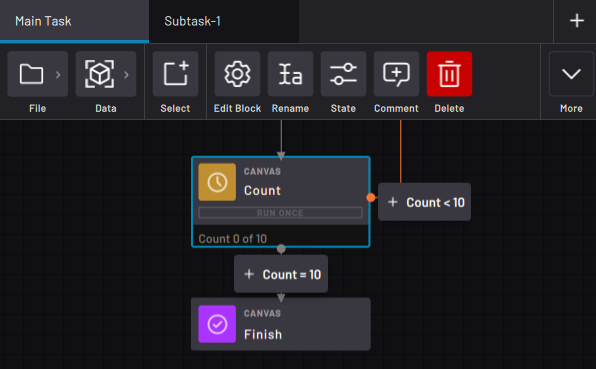 Main Task
Subtask-1
File
Data
Select
Edit Block
Rename
State
Comment
Delete
More
CANVAS
Count
RUN ONCE
Count 0 of 10
Count < 10
Count = 10
CANVAS
Finish